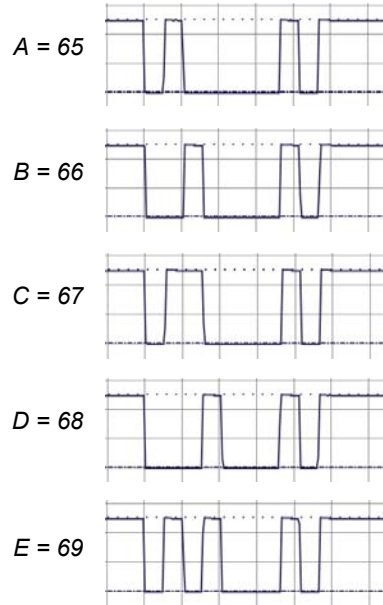 A = 65
B = 66
C = 67
D = 68
E = 69